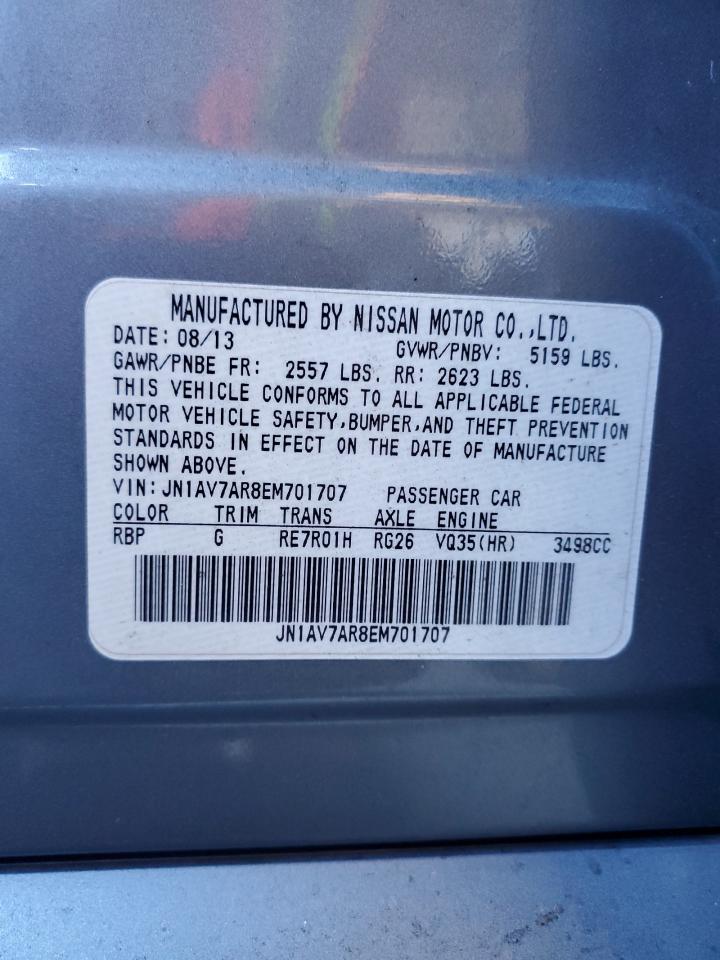 MANUFACTURED BY NISSAN MOTOR CO.,LTD.
DATE: 08/13 GVWR/PNBV: 5159 LBS.
GAWR/PNBE FR: 2557 LBS. RR: 2623 LBS.
THIS VEHICLE CONFORMS TO ALL APPLICABLE FEDERAL
MOTOR VEHICLE SAFETY,BUMPER,AND THEFT PREVENTION
STANDARDS IN EFFECT ON THE DATE OF MANUFACTURE
SHOWN ABOVE.
VIN: JN1AV7AR8EM701707 PASSENGER CAR
COLOR TRIM TRANS AXLE ENGINE
RBP G RE7R01H RG26 VQ35(HR) 3498CC
JN1AV7AR8EM701707